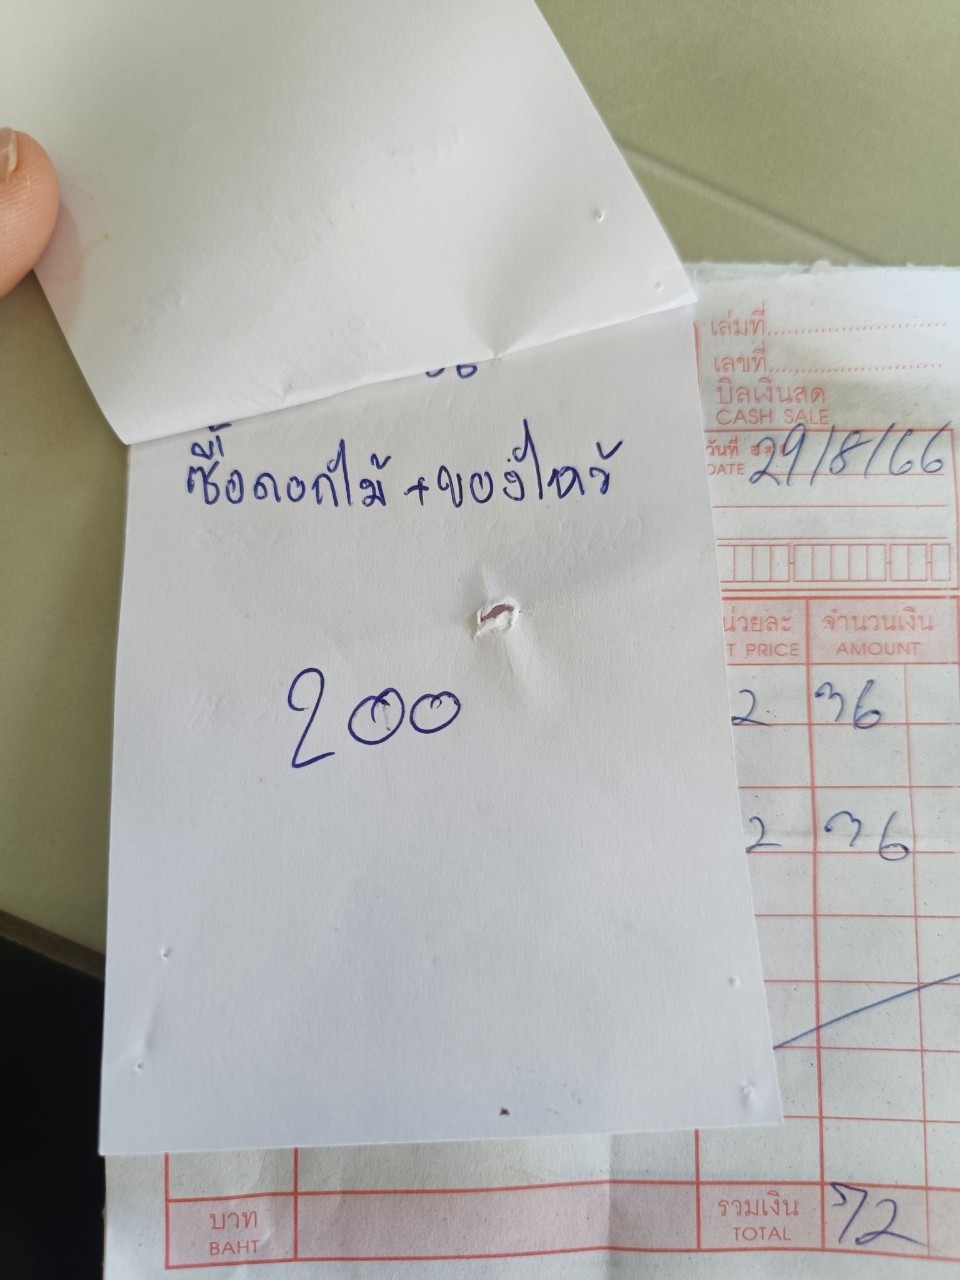 ซื้อดอกไม้ + ของไหว้
200
เล่มที่
เลขที่
บิลเงินสด
CASH SALE
วันที่
DATE 29/8/66
จำนวนเงิน
PRICE AMOUNT
2 36
2 36
บาท รวมเงิน
BAHT TOTAL 72